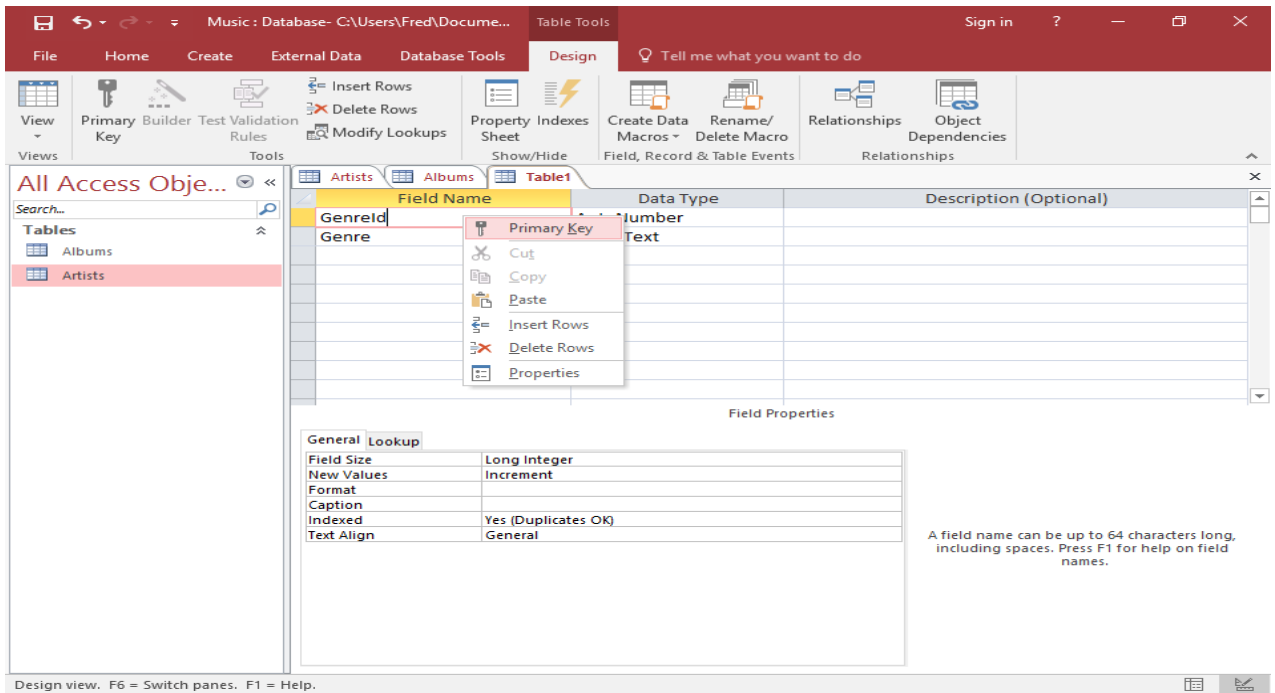 Music : Database- C:\Users\Fred\Docume... Table Tools Sign in ?
File Home Create External Data Database Tools Design Tell me what you want to do
View
Primary Key
Builder
Test Validation Rules
Insert Rows
Delete Rows
Modify Lookups
Property Sheet
Indexes
Create Data Macros
Rename/ Delete Macro
Relationships
Object Dependencies
Views Tools Show/Hide Field, Record & Table Events Relationships
All Access Obje... «
Search...
Tables
Albums
Artists
Artists Albums Table1
Field Name Data Type Description (Optional)
GenreId Number
Genre Text
Primary Key
Cut
Copy
Paste
Insert Rows
Delete Rows
Properties
Field Properties
General Lookup
Field Size Long Integer
New Values Increment
Format
Caption
Indexed Yes (Duplicates OK)
Text Align General
A field name can be up to 64 characters long,
including spaces. Press F1 for help on field
names.
Design view. F6 = Switch panes. F1 = Help.